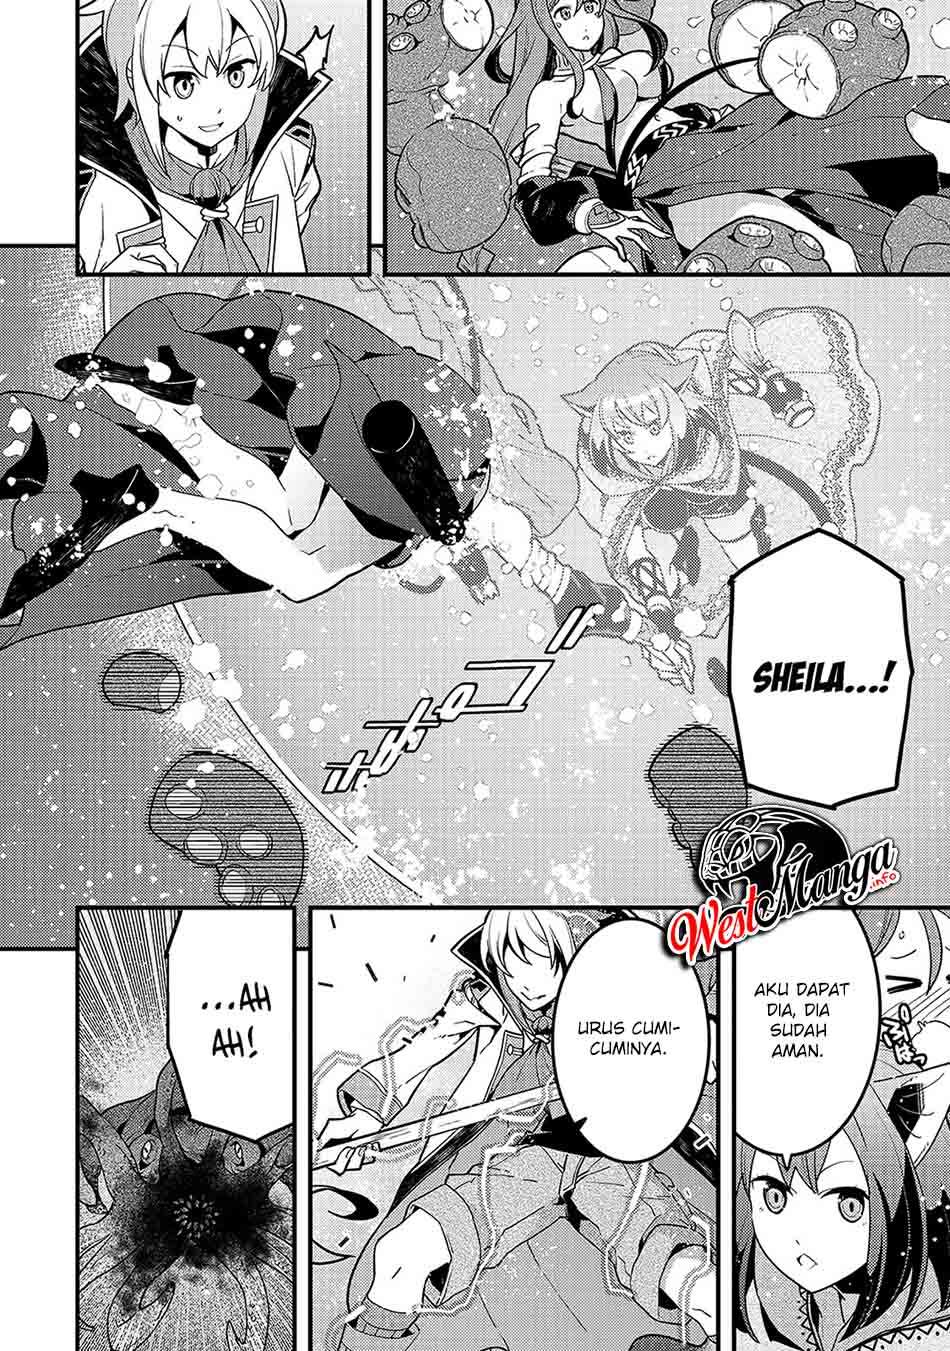 SHEILA...!
WestManga
.info
AKU DAPAT
DIA, DIA
SUDAH
AMAN.
URUS CUMI-
CUMINYA.
...AH
AH!